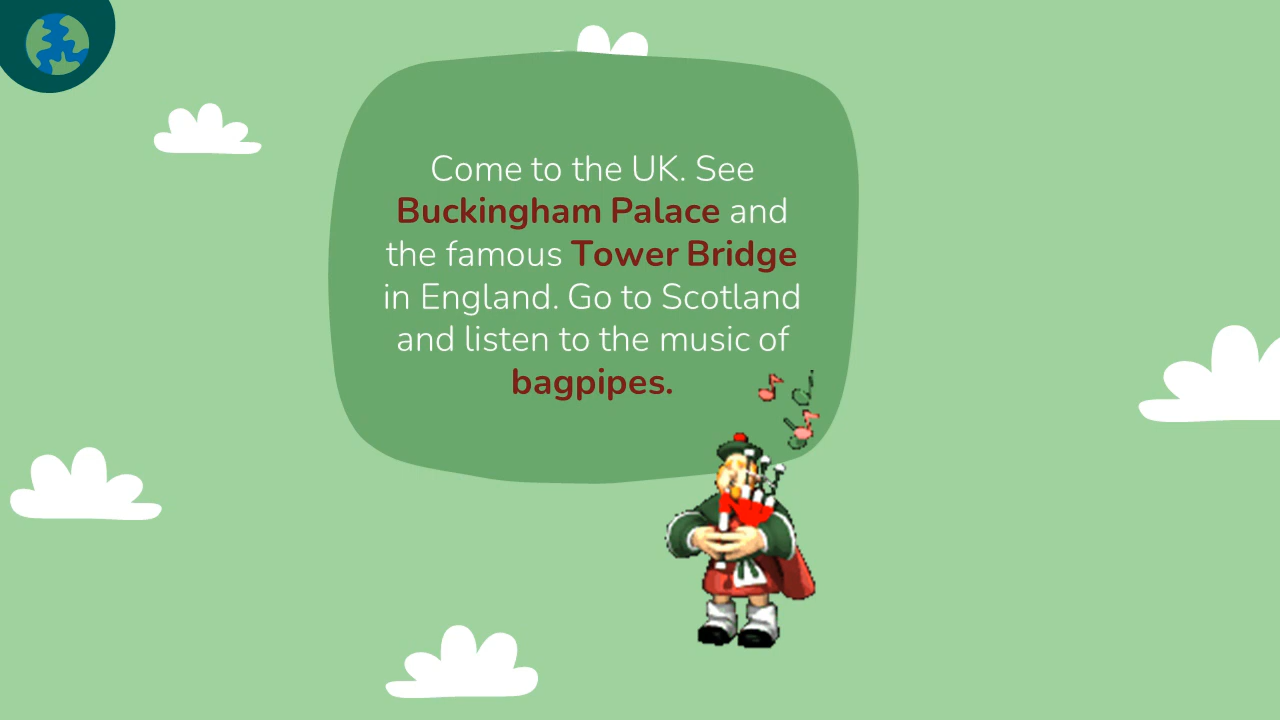 Come to the UK. See
Buckingham Palace and
the famous Tower Bridge
in England. Go to Scotland
and listen to the music of
bagpipes.